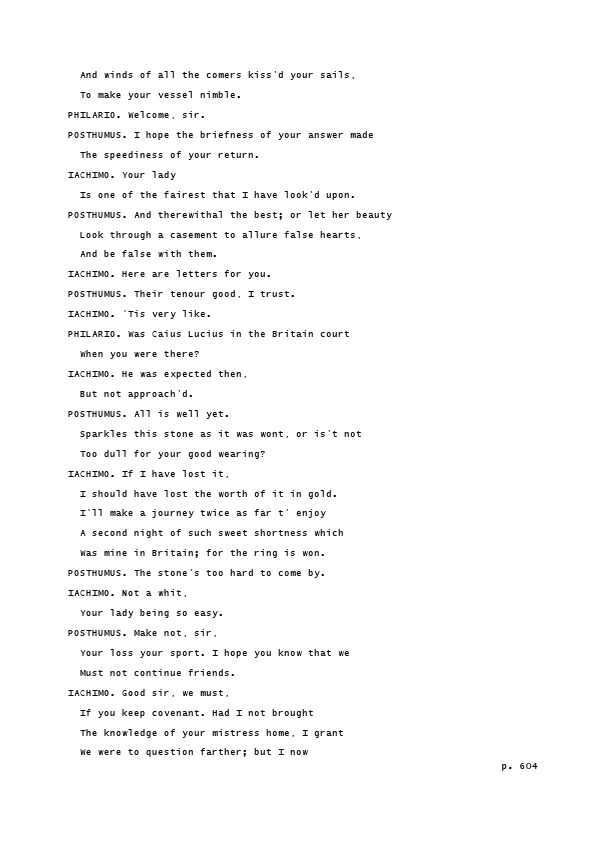 And winds of all the comers kiss'd your sails,
To make your vessel nimble.
PHILARIO. Welcome, sir.
POSTHUMUS. I hope the briefness of your answer made
The speediness of your return.
IACHIMO. Your lady
Is one of the fairest that I have look'd upon.
POSTHUMUS. And therewithal the best; or let her beauty
Look through a casement to allure false hearts,
And be false with them.
IACHIMO. Here are letters for you.
POSTHUMUS. Their tenour good, I trust.
IACHIMO. 'Tis very like.
PHILARIO. Was Caius Lucius in the Britain court
When you were there?
IACHIMO. He was expected then,
But not approach'd.
POSTHUMUS. All is well yet.
Sparkles this stone as it was wont, or is't not
Too dull for your good wearing?
IACHIMO. If I have lost it,
I should have lost the worth of it in gold.
I'll make a journey twice as far t' enjoy
A second night of such sweet shortness which
Was mine in Britain; for the ring is won.
POSTHUMUS. The stone's too hard to come by.
IACHIMO. Not a whit,
Your lady being so easy.
POSTHUMUS. Make not, sir,
Your loss your sport. I hope you know that we
Must not continue friends.
IACHIMO. Good sir, we must,
If you keep covenant. Had I not brought
The knowledge of your mistress home, I grant
We were to question farther; but I now
p. 604